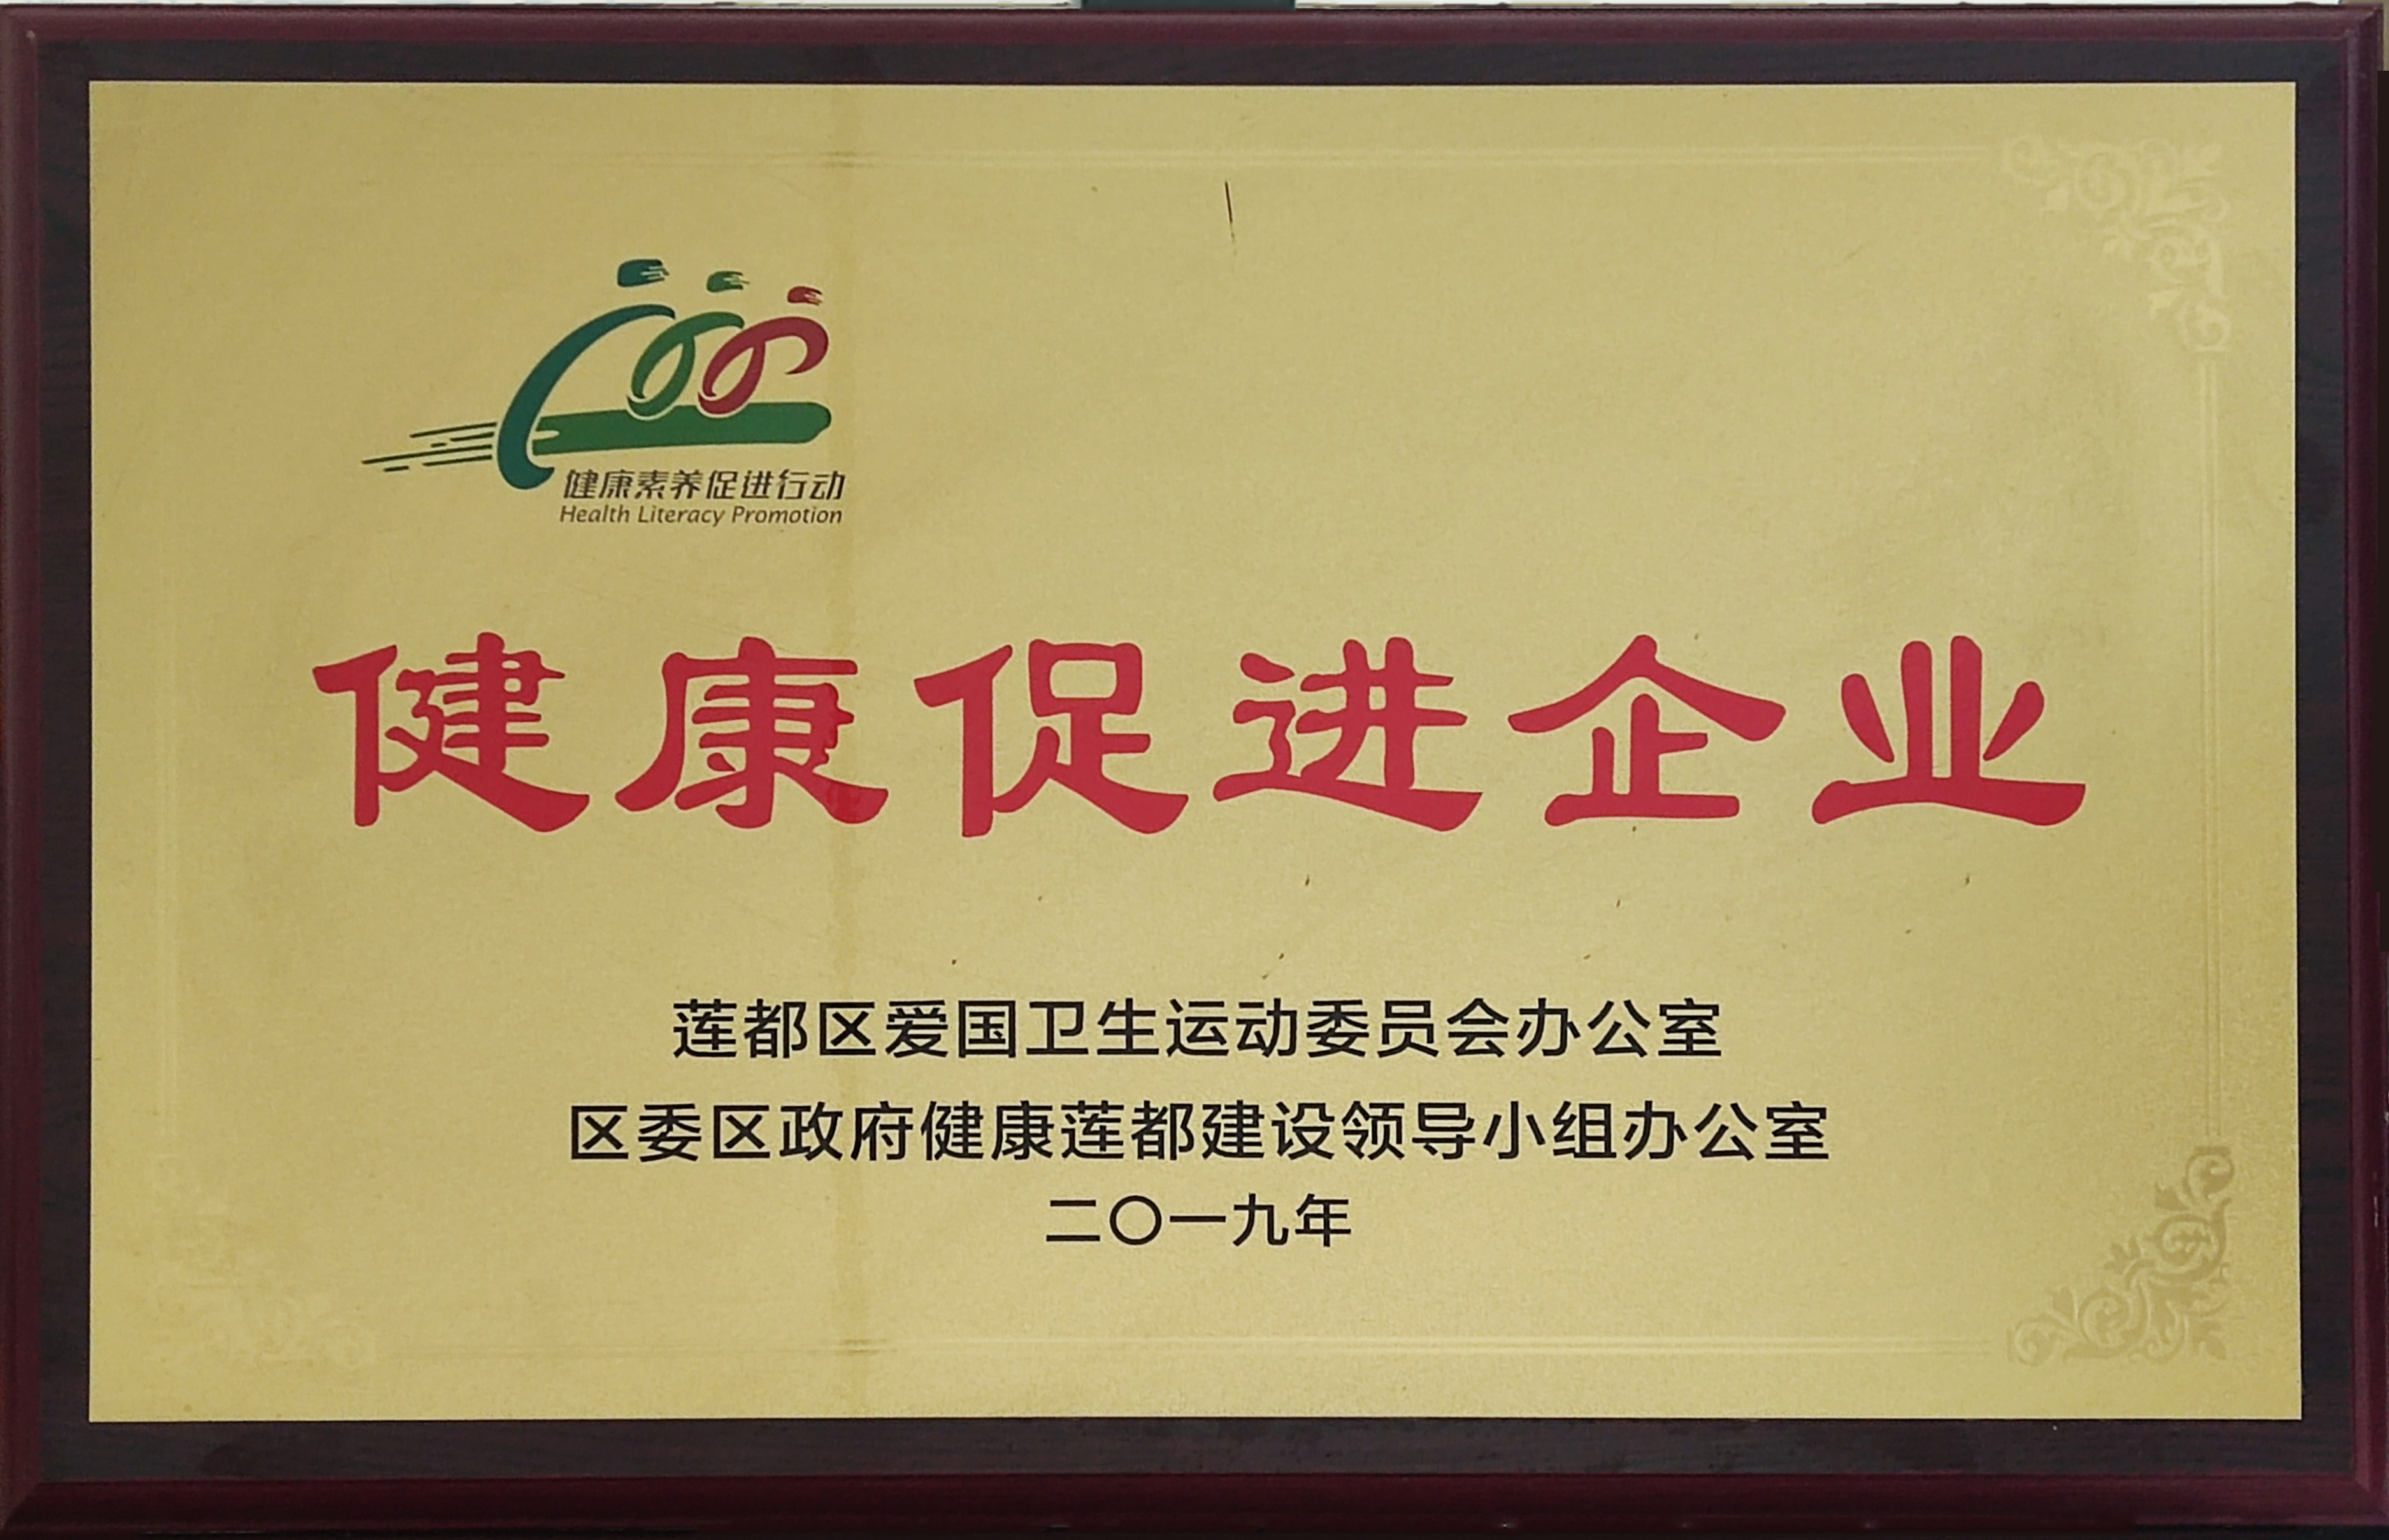 健康素养促进行动
Health Literacy Promotion
健康促进企业
莲都区爱国卫生运动委员会办公室
区委区政府健康莲都建设领导小组办公室
二〇一九年